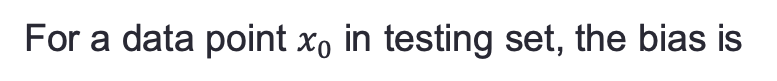 For a data point x₀ in testing set, the bias is